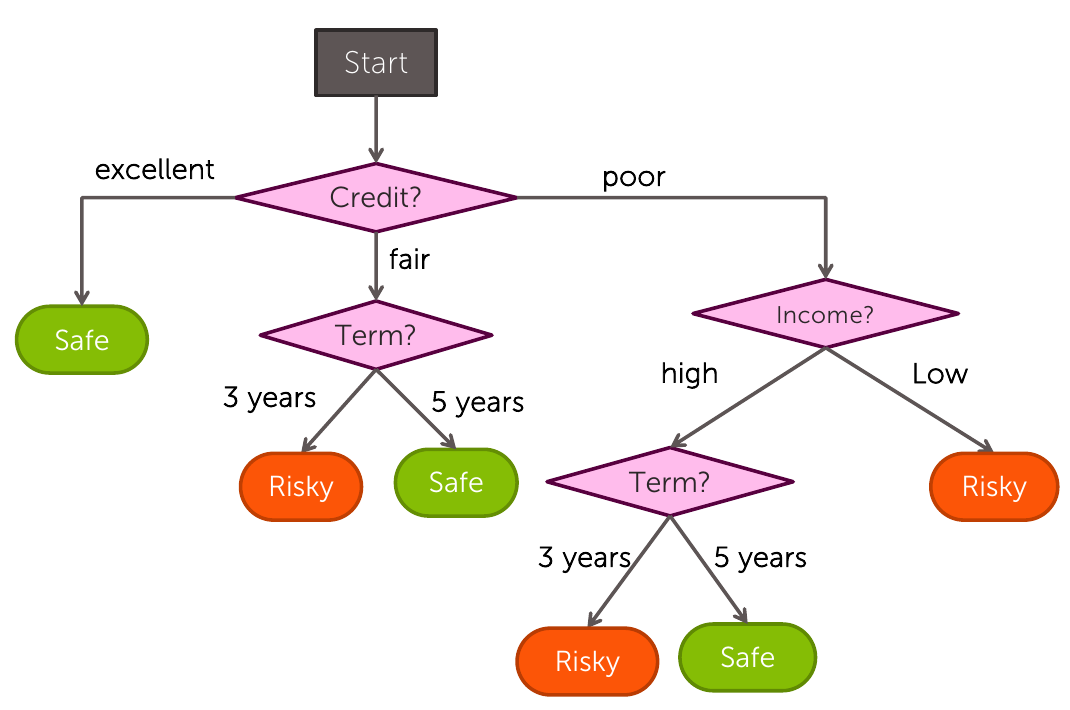 Start
excellent
poor
Credit?
fair
Safe
Term?
Income?
3 years
5 years
high
Low
Risky
Safe
Term?
Risky
3 years
5 years
Risky
Safe